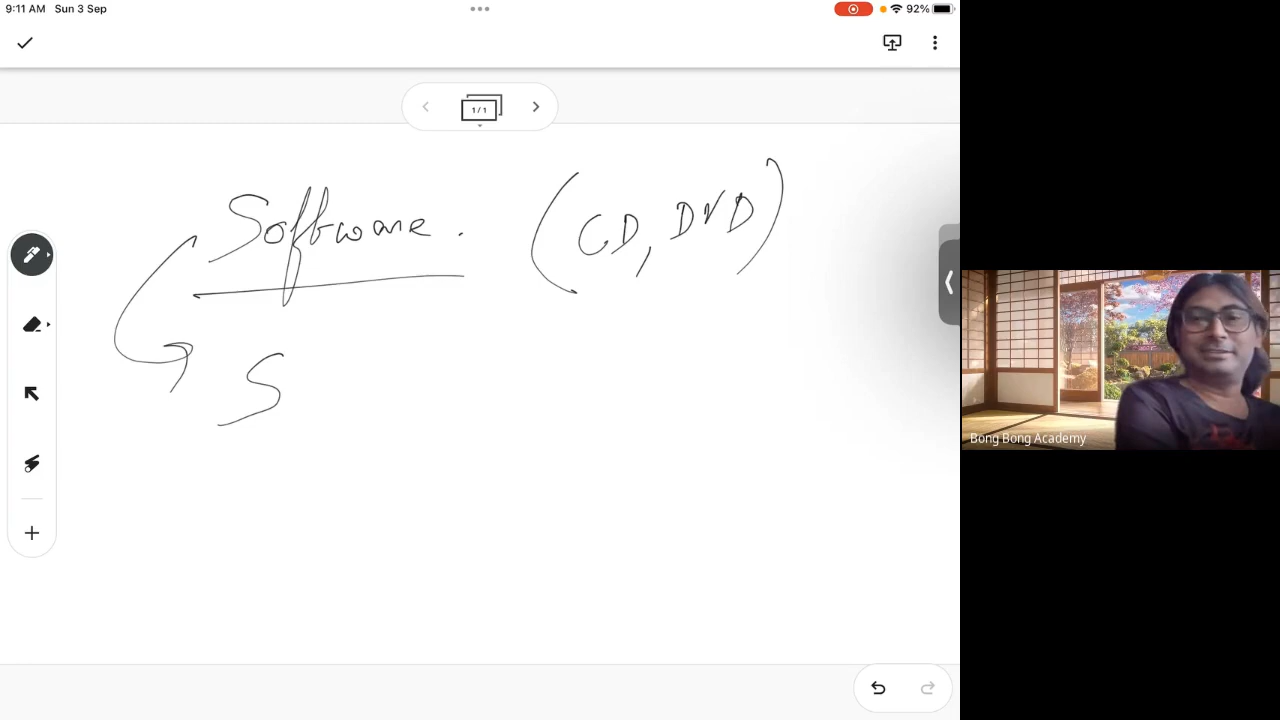 9:11 AM Sun 3 Sep
92%
1/1
Software. (CD, DVD)
S
Bong Bong Academy